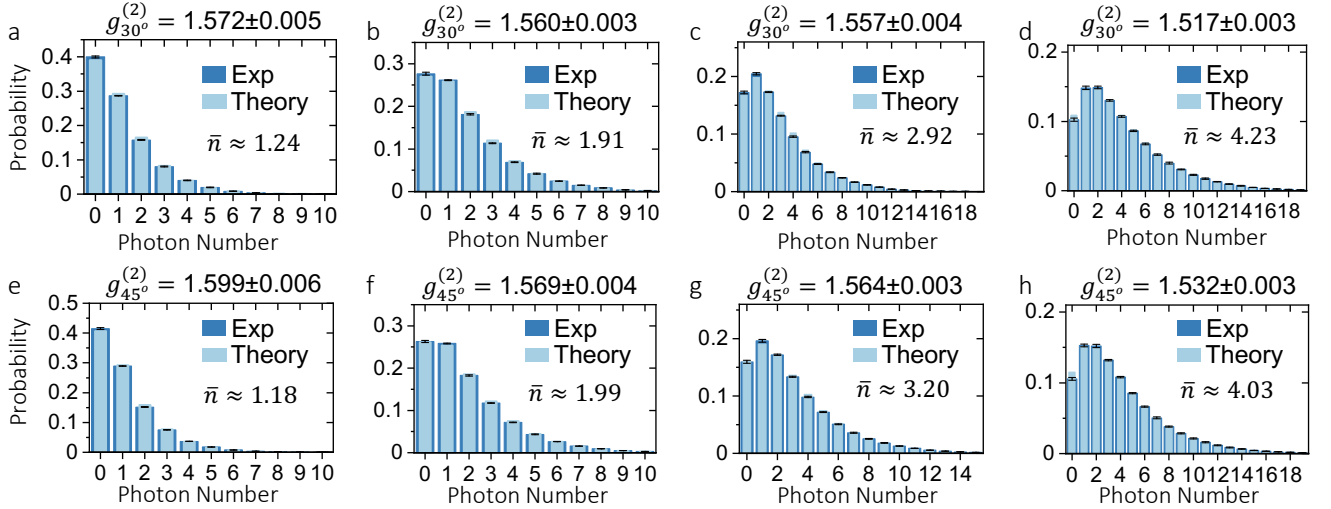 a
g_{30°}^{(2)} = 1.572±0.005
Probability
0.4
0.3
0.2
0.1
0
Exp
Theory
n̄ ≈ 1.24
0 1 2 3 4 5 6 7 8 9 10
Photon Number
b
g_{30°}^{(2)} = 1.560±0.003
0.3
0.2
0.1
0
Exp
Theory
n̄ ≈ 1.91
0 1 2 3 4 5 6 7 8 9 10
Photon Number
c
g_{30°}^{(2)} = 1.557±0.004
0.2
0.1
0
Exp
Theory
n̄ ≈ 2.92
0 2 4 6 8 10 12 14 16 18
Photon Number
d
g_{30°}^{(2)} = 1.517±0.003
0.2
0.1
0
Exp
Theory
n̄ ≈ 4.23
0 2 4 6 8 10 12 14 16 18
Photon Number
e
g_{45°}^{(2)} = 1.599±0.006
Probability
0.5
0.4
0.3
0.2
0.1
0
Exp
Theory
n̄ ≈ 1.18
0 1 2 3 4 5 6 7 8 9 10
Photon Number
f
g_{45°}^{(2)} = 1.569±0.004
0.3
0.2
0.1
0
Exp
Theory
n̄ ≈ 1.99
0 1 2 3 4 5 6 7 8 9 10
Photon Number
g
g_{45°}^{(2)} = 1.564±0.003
0.2
0.1
0
Exp
Theory
n̄ ≈ 3.20
0 2 4 6 8 10 12 14
Photon Number
h
g_{45°}^{(2)} = 1.532±0.003
0.2
0.1
0
Exp
Theory
n̄ ≈ 4.03
0 2 4 6 8 10 12 14 16 18
Photon Number